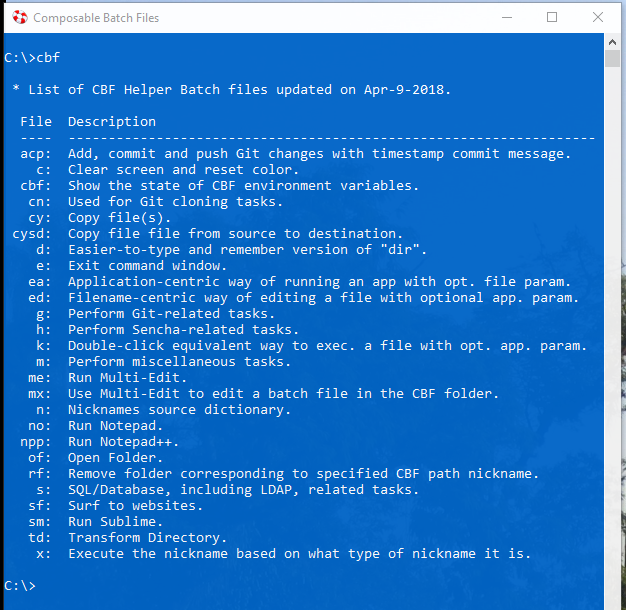 Composable Batch Files
C:\>cbf
* List of CBF Helper Batch files updated on Apr-9-2018.
File  Description
----  ------------------------------------------------------------------
acp:  Add, commit and push Git changes with timestamp commit message.
c:  Clear screen and reset color.
cbf:  Show the state of CBF environment variables.
cn:  Used for Git cloning tasks.
cy:  Copy file(s).
cysd:  Copy file file from source to destination.
d:  Easier-to-type and remember version of "dir".
e:  Exit command window.
ea:  Application-centric way of running an app with opt. file param.
ed:  Filename-centric way of editing a file with optional app. param.
g:  Perform Git-related tasks.
h:  Perform Sencha-related tasks.
k:  Double-click equivalent way to exec. a file with opt. app. param.
m:  Perform miscellaneous tasks.
me:  Run Multi-Edit.
mx:  Use Multi-Edit to edit a batch file in the CBF folder.
n:  Nicknames source dictionary.
no:  Run Notepad.
npp:  Run Notepad++.
of:  Open Folder.
rf:  Remove folder corresponding to specified CBF path nickname.
s:  SQL/Database, including LDAP, related tasks.
sf:  Surf to websites.
sm:  Run Sublime.
td:  Transform Directory.
x:  Execute the nickname based on what type of nickname it is.
C:\>